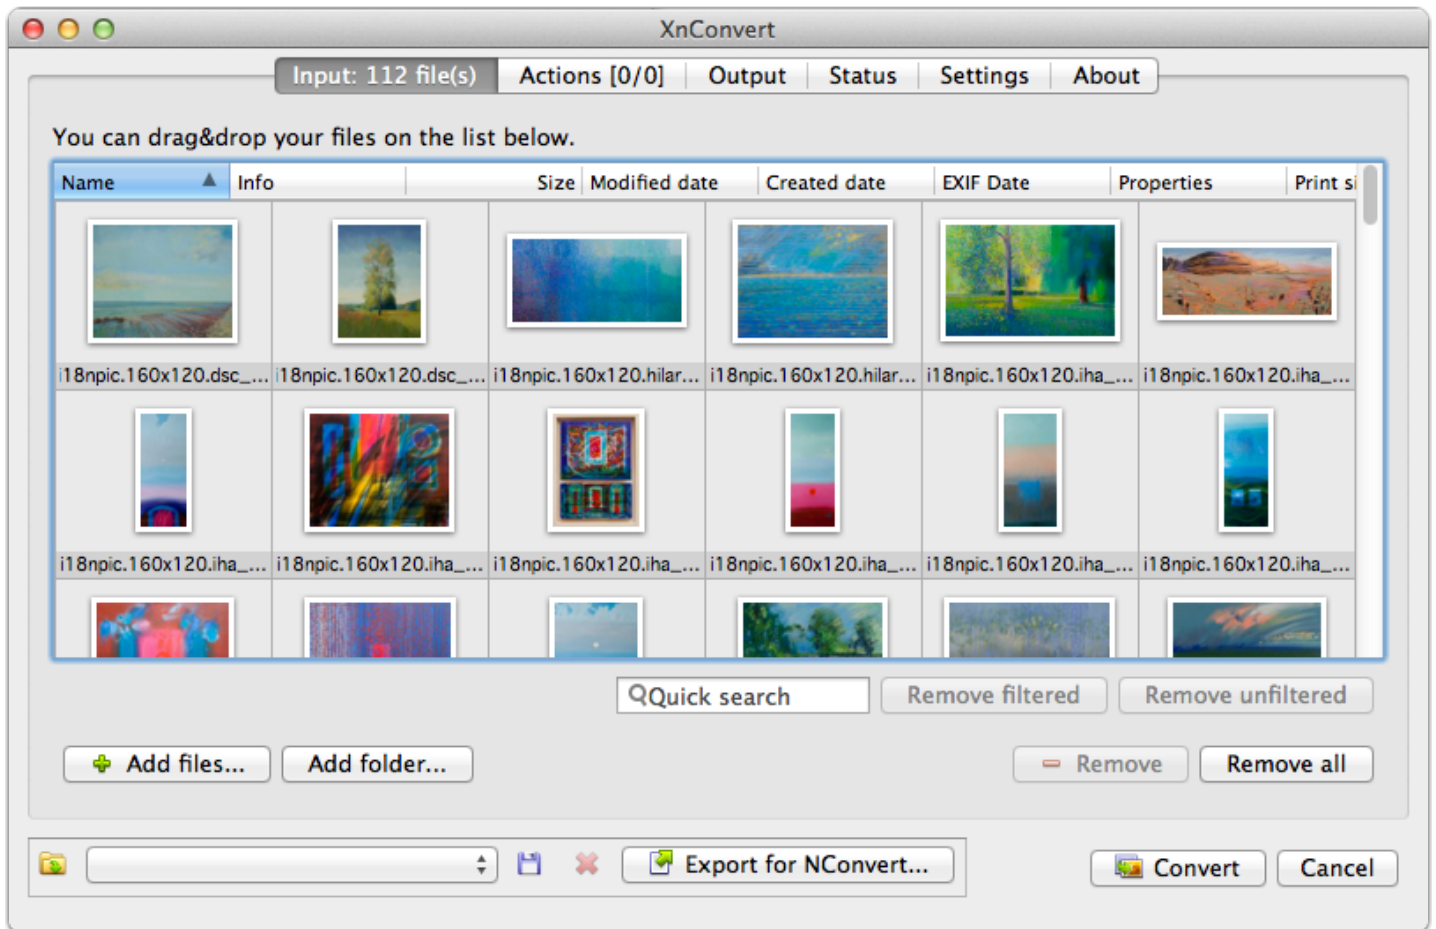 XnConvert
Input: 112 file(s) Actions [0/0] Output Status Settings About
You can drag&drop your files on the list below.
Name Info Size Modified date Created date EXIF Date Properties Print si
i18npic.160x120.dsc_... i18npic.160x120.dsc_... i18npic.160x120.hilar... i18npic.160x120.hilar... i18npic.160x120.iha_... i18npic.160x120.iha_...
i18npic.160x120.iha_... i18npic.160x120.iha_... i18npic.160x120.iha_... i18npic.160x120.iha_... i18npic.160x120.iha_... i18npic.160x120.iha_...
Quick search Remove filtered Remove unfiltered
Add files... Add folder... Remove Remove all
Export for NConvert... Convert Cancel